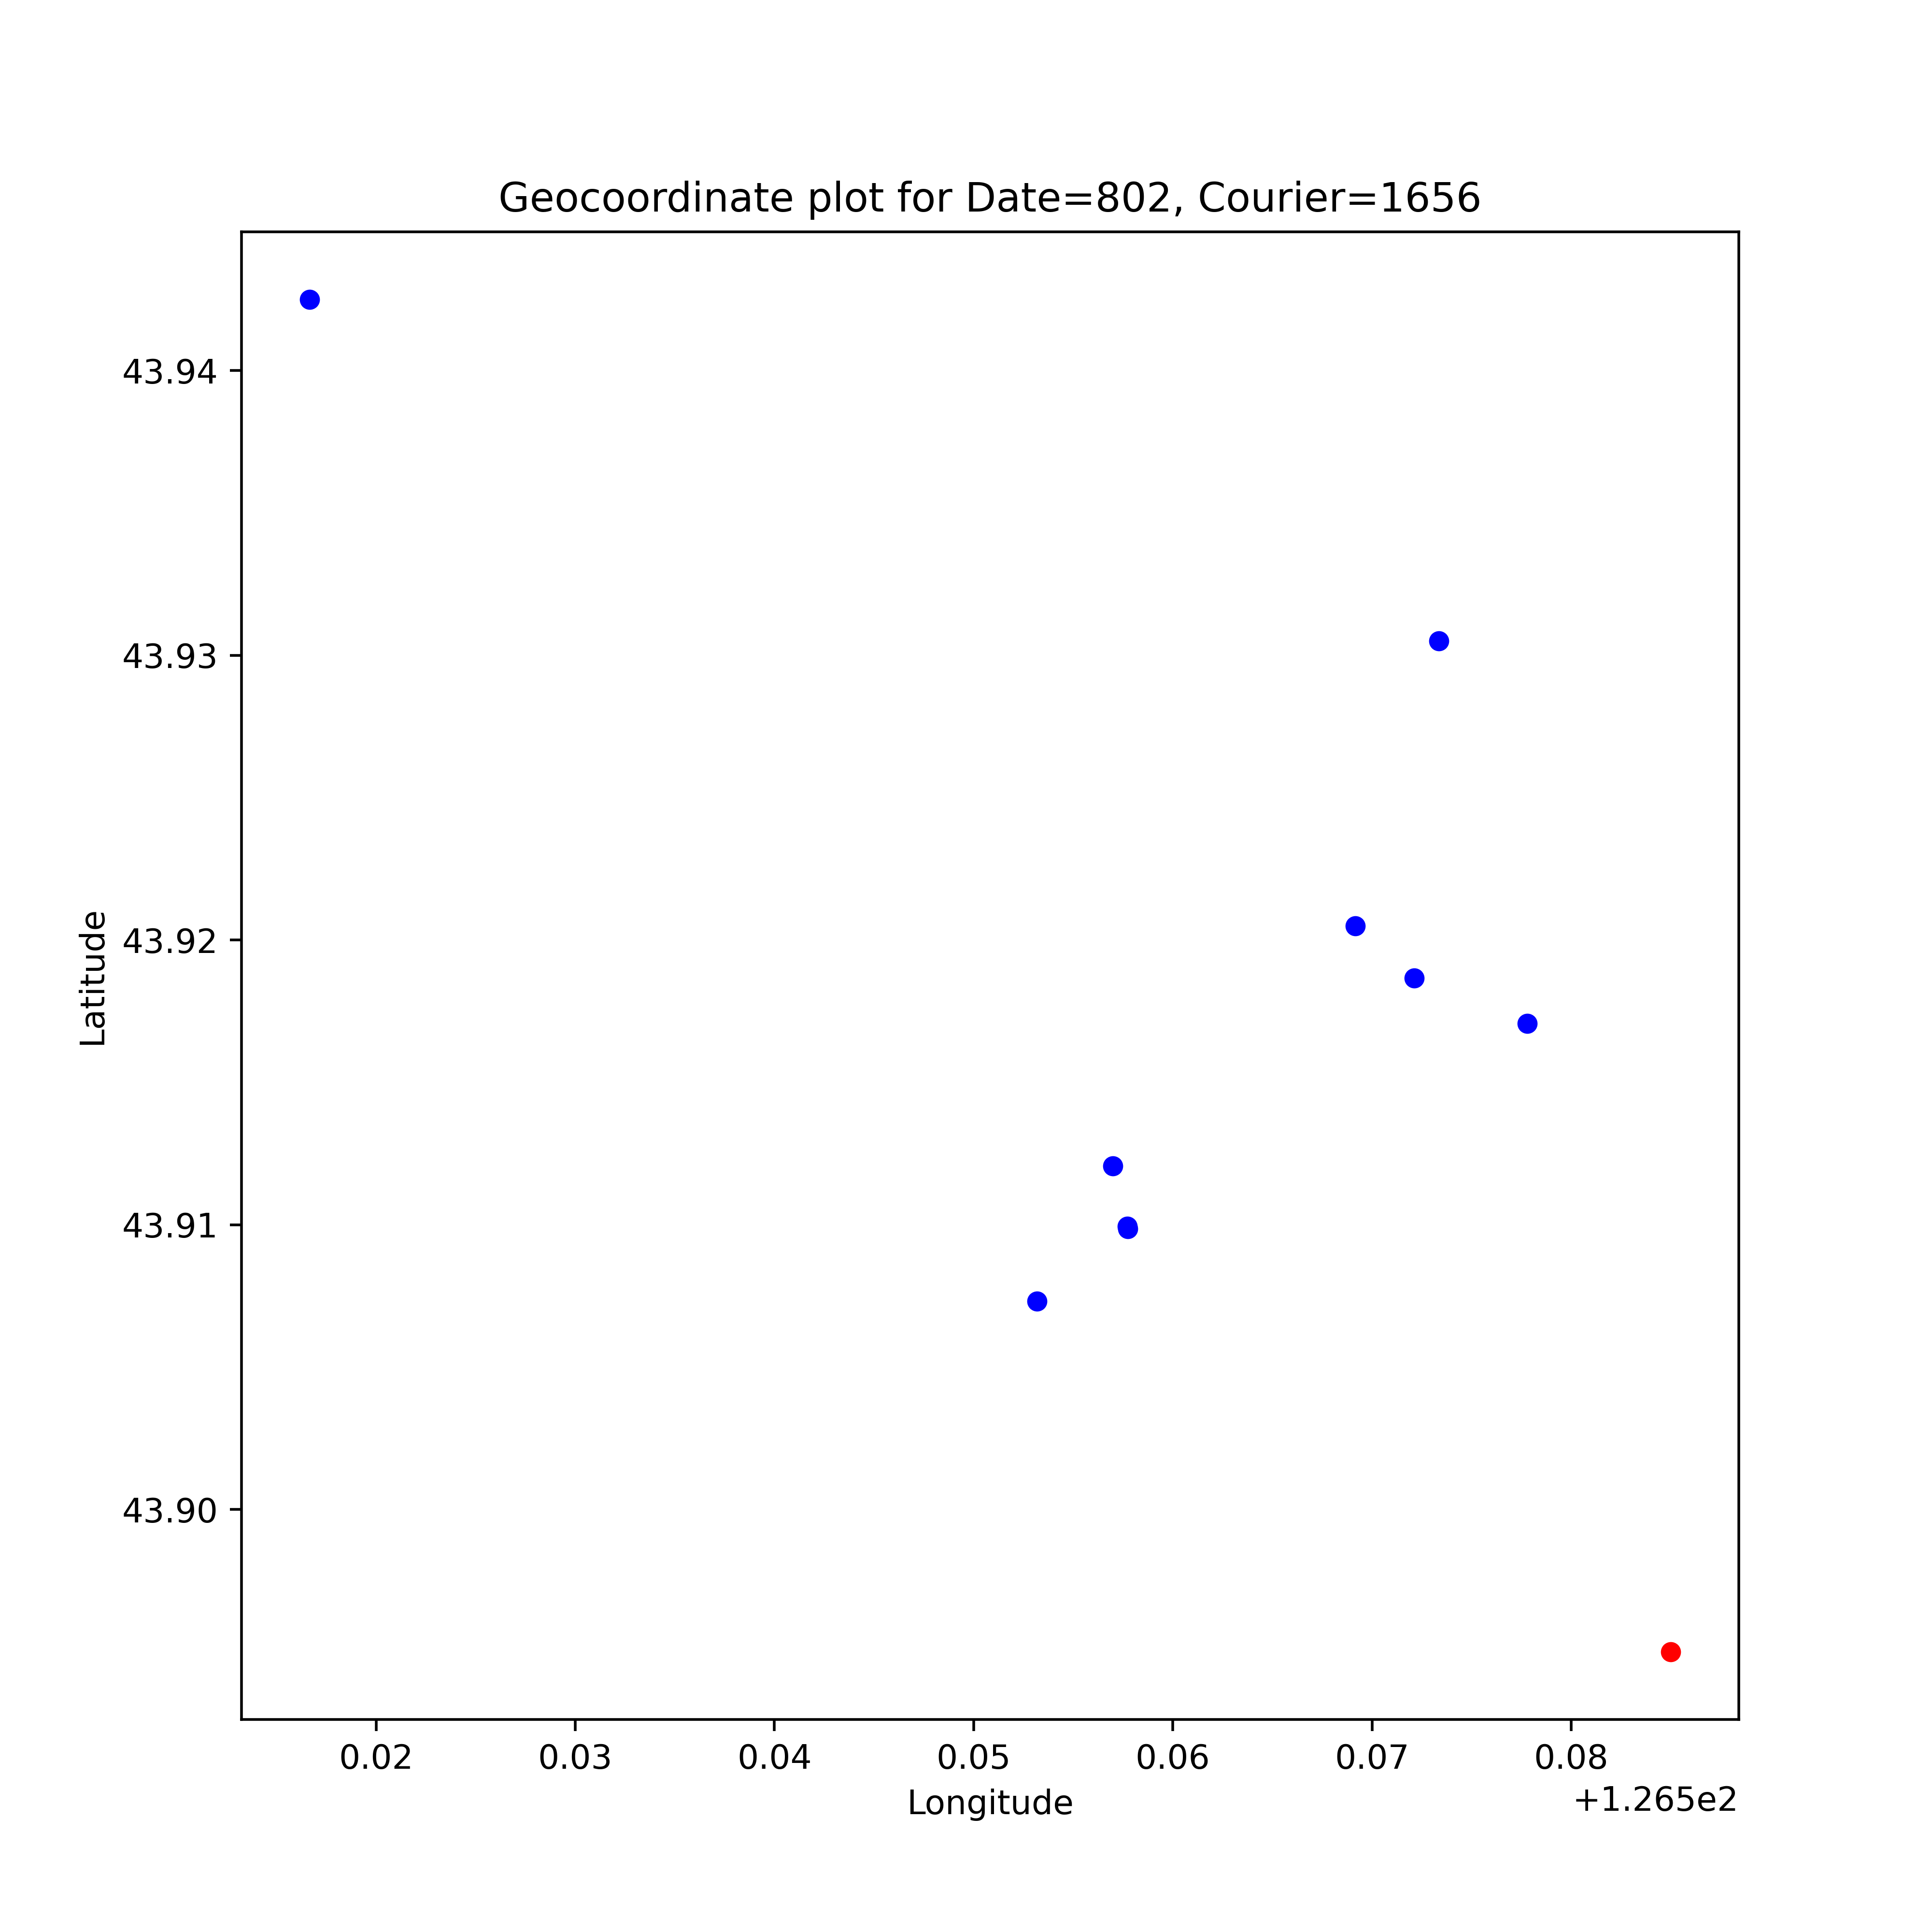 Geocoordinate plot for Date=802, Courier=1656
43.94
43.93
43.92
43.91
43.90
Latitude
0.02 0.03 0.04 0.05 0.06 0.07 0.08
Longitude
+1.265e2